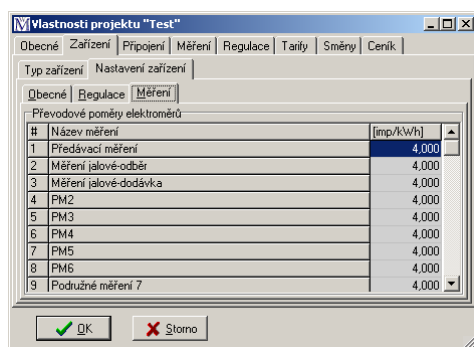 Vlastnosti projektu "Test"
Obecné Zařízení Připojení Měření Regulace Tarify Směny Ceník
Typ zařízení Nastavení zařízení
Obecné Regulace Měření
Převodové poměry elektroměrů
# Název měření [imp/kWh]
1 Předávací měření 4,000
2 Měření jalové-odběr 4,000
3 Měření jalové-dodávka 4,000
4 PM2 4,000
5 PM3 4,000
6 PM4 4,000
7 PM5 4,000
8 PM6 4,000
9 Podružné měření 7 4,000
OK Storno